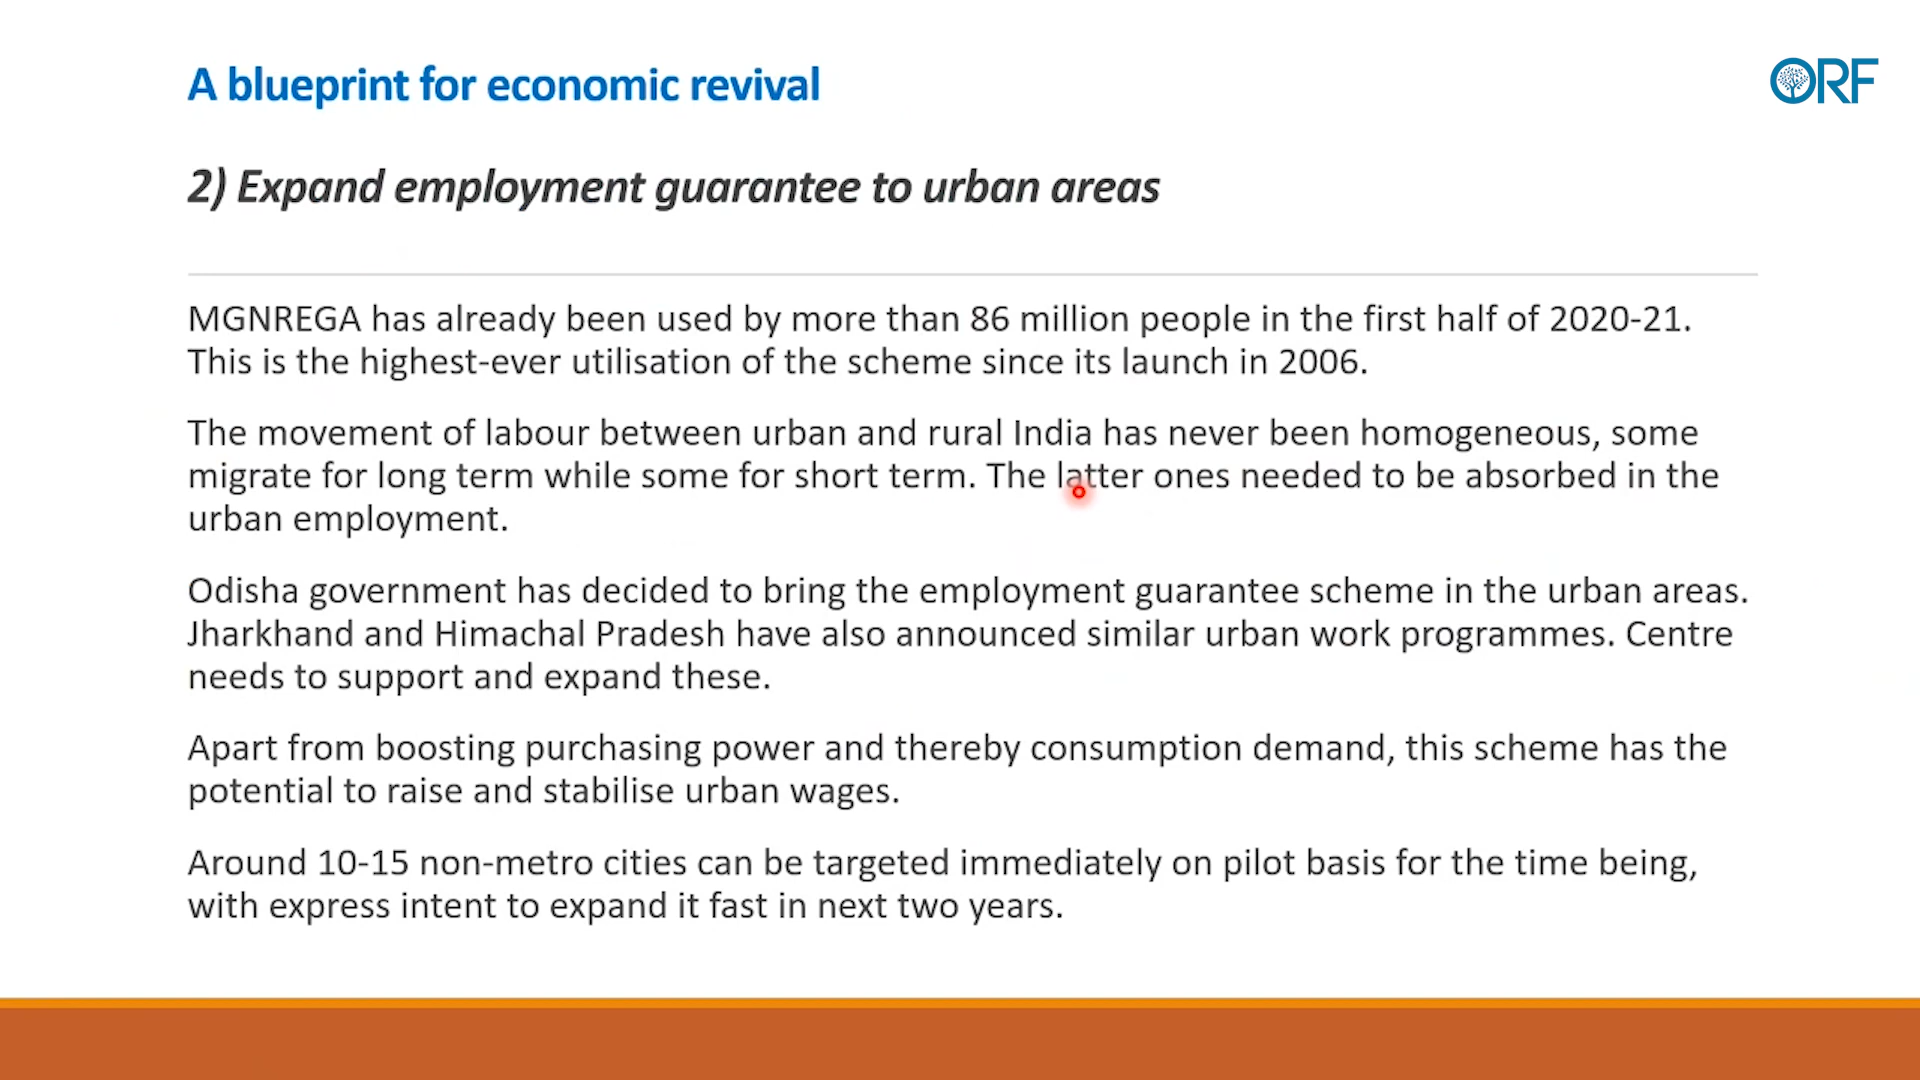 A blueprint for economic revival
ORF
2) Expand employment guarantee to urban areas
MGNREGA has already been used by more than 86 million people in the first half of 2020-21.
This is the highest-ever utilisation of the scheme since its launch in 2006.
The movement of labour between urban and rural India has never been homogeneous, some
migrate for long term while some for short term. The latter ones needed to be absorbed in the
urban employment.
Odisha government has decided to bring the employment guarantee scheme in the urban areas.
Jharkhand and Himachal Pradesh have also announced similar urban work programmes. Centre
needs to support and expand these.
Apart from boosting purchasing power and thereby consumption demand, this scheme has the
potential to raise and stabilise urban wages.
Around 10-15 non-metro cities can be targeted immediately on pilot basis for the time being,
with express intent to expand it fast in next two years.